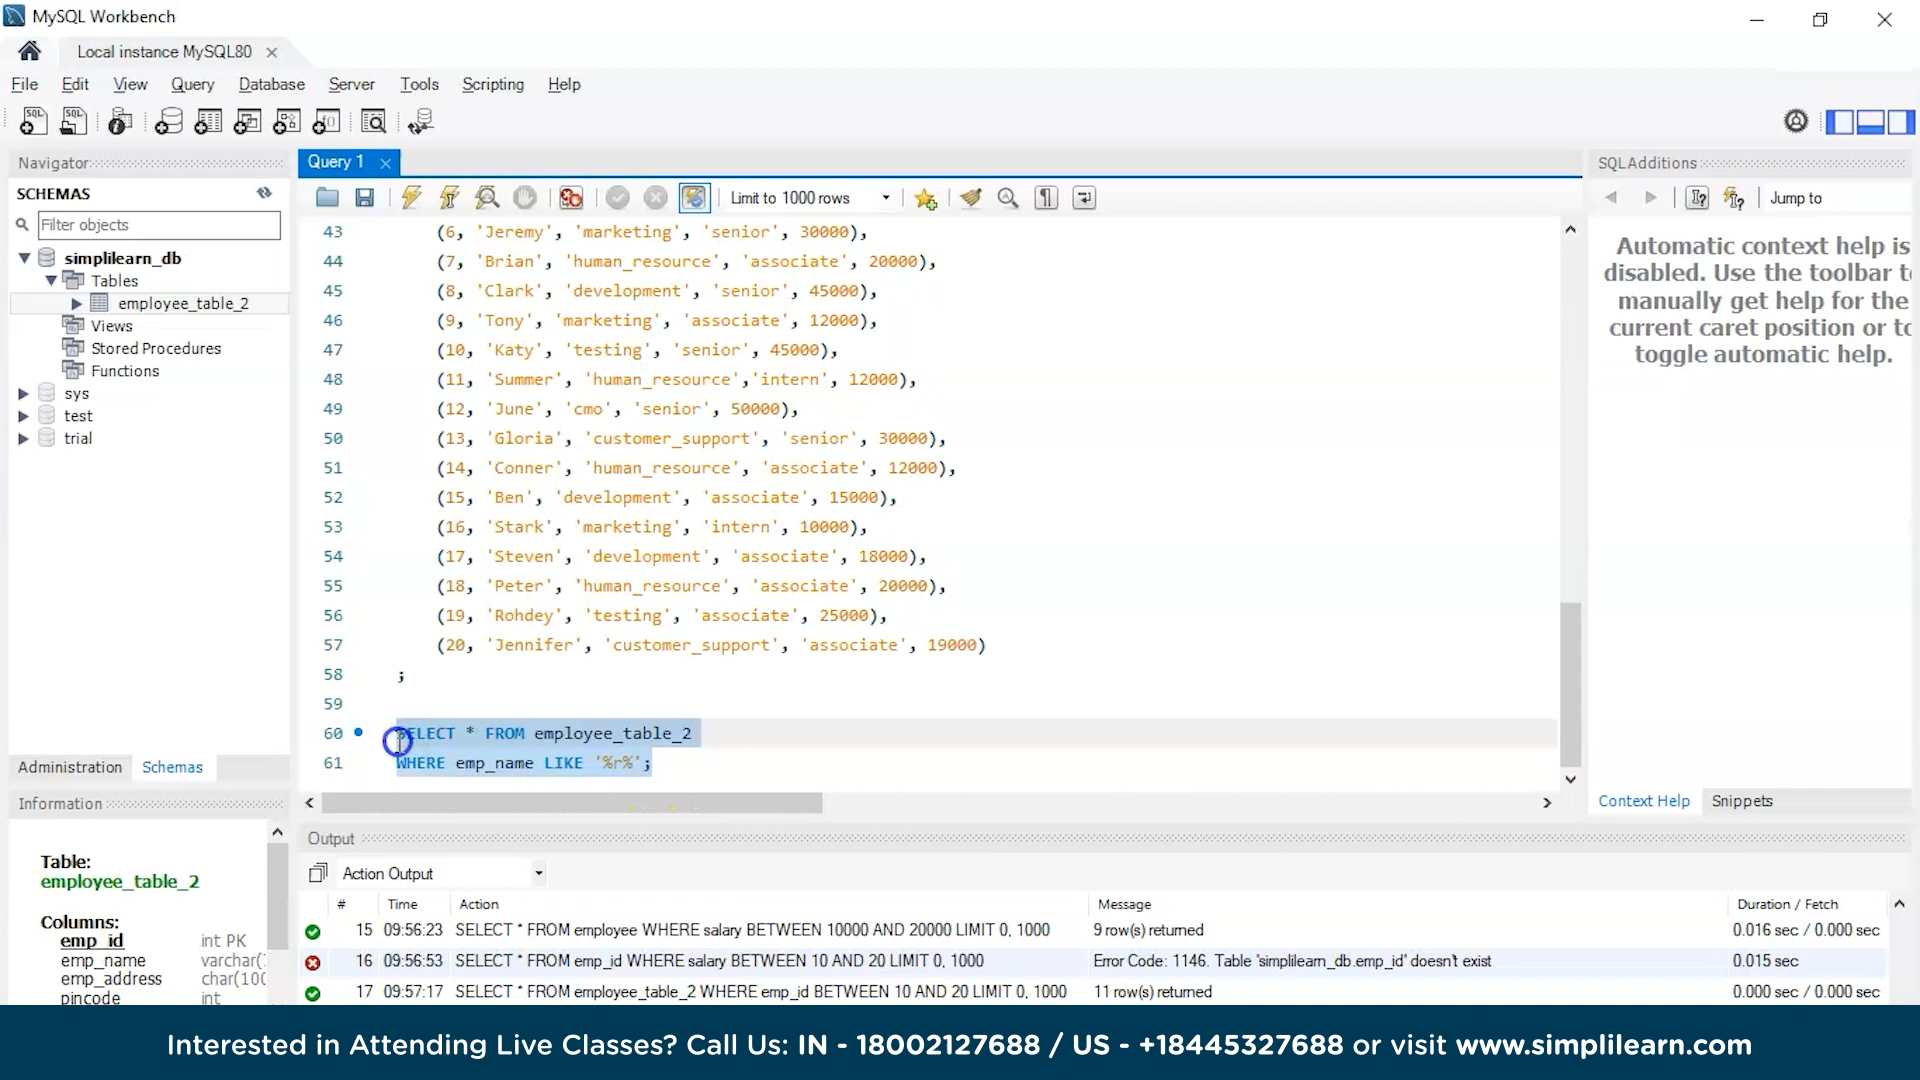 MySQL Workbench
Local instance MySQL80
File Edit View Query Database Server Tools Scripting Help
Navigator
SCHEMAS
Filter objects
simplilearn_db
Tables
employee_table_2
Views
Stored Procedures
Functions
sys
test
trial
Administration Schemas
Information
Table:
employee_table_2
Columns:
emp_id int PK
emp_name varchar(
emp_address char(100
pincode int
Query 1
Limit to 1000 rows
43 (6, 'Jeremy', 'marketing', 'senior', 30000),
44 (7, 'Brian', 'human_resource', 'associate', 20000),
45 (8, 'Clark', 'development', 'senior', 45000),
46 (9, 'Tony', 'marketing', 'associate', 12000),
47 (10, 'Katy', 'testing', 'senior', 45000),
48 (11, 'Summer', 'human_resource','intern', 12000),
49 (12, 'June', 'cmo', 'senior', 50000),
50 (13, 'Gloria', 'customer_support', 'senior', 30000),
51 (14, 'Conner', 'human_resource', 'associate', 12000),
52 (15, 'Ben', 'development', 'associate', 15000),
53 (16, 'Stark', 'marketing', 'intern', 10000),
54 (17, 'Steven', 'development', 'associate', 18000),
55 (18, 'Peter', 'human_resource', 'associate', 20000),
56 (19, 'Rohdey', 'testing', 'associate', 25000),
57 (20, 'Jennifer', 'customer_support', 'associate', 19000)
58 ;
59
60 SELECT * FROM employee_table_2
61 WHERE emp_name LIKE '%r%';
SQLAdditions
Jump to
Automatic context help is
disabled. Use the toolbar t
manually get help for the
current caret position or to
toggle automatic help.
Context Help Snippets
Output
Action Output
# Time Action Message Duration / Fetch
15 09:56:23 SELECT * FROM employee WHERE salary BETWEEN 10000 AND 20000 LIMIT 0, 1000 9 row(s) returned 0.016 sec / 0.000 sec
16 09:56:53 SELECT * FROM emp_id WHERE salary BETWEEN 10 AND 20 LIMIT 0, 1000 Error Code: 1146. Table 'simplilearn_db.emp_id' doesn't exist 0.015 sec
17 09:57:17 SELECT * FROM employee_table_2 WHERE emp_id BETWEEN 10 AND 20 LIMIT 0, 1000 11 row(s) returned 0.000 sec / 0.000 sec
Interested in Attending Live Classes? Call Us: IN - 18002127688 / US - +18445327688 or visit www.simplilearn.com